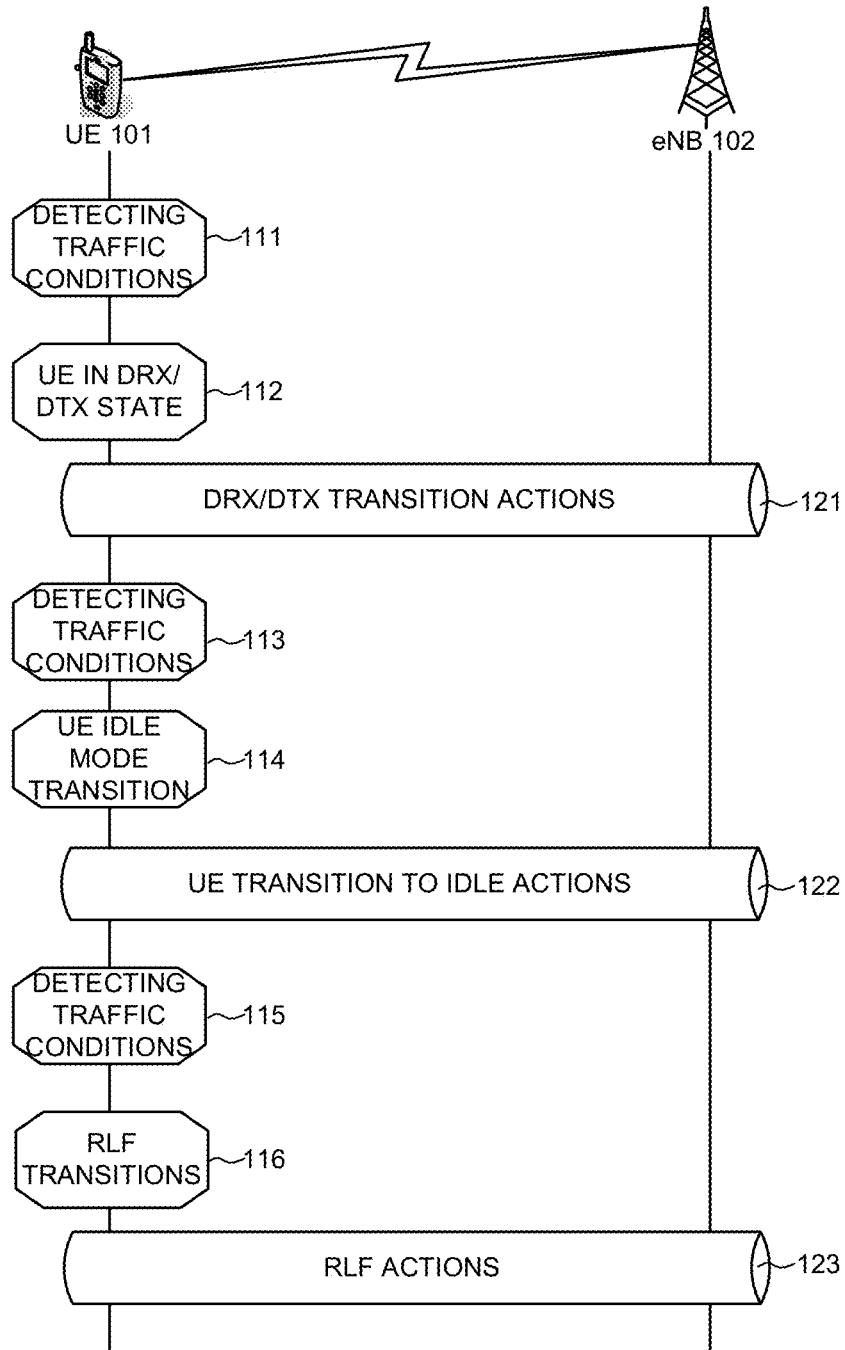 UE 101
eNB 102
DETECTING
TRAFFIC
CONDITIONS
111
UE IN DRX/
DTX STATE
112
DRX/DTX TRANSITION ACTIONS
121
DETECTING
TRAFFIC
CONDITIONS
113
UE IDLE
MODE
TRANSITION
114
UE TRANSITION TO IDLE ACTIONS
122
DETECTING
TRAFFIC
CONDITIONS
115
RLF
TRANSITIONS
116
RLF ACTIONS
123